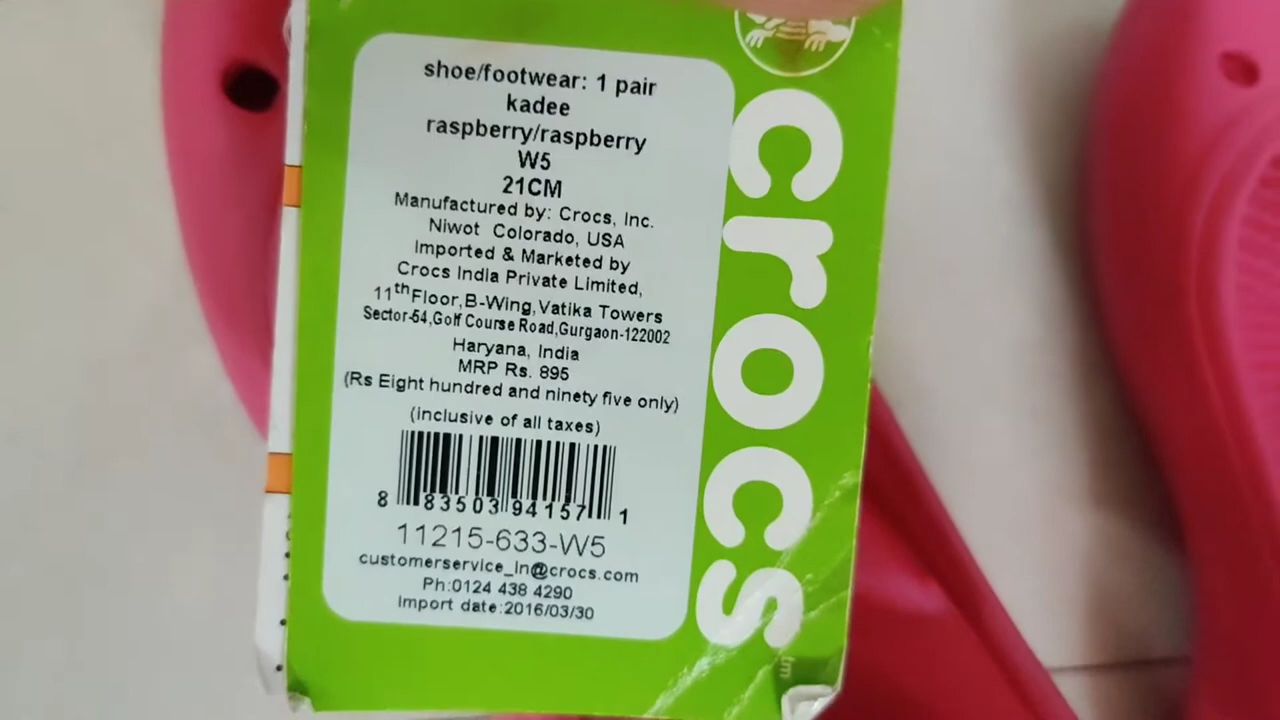 shoe/footwear: 1 pair
kadee
raspberry/raspberry
W5
21CM
Manufactured by: Crocs, Inc.
Niwot Colorado, USA
Imported & Marketed by
Crocs India Private Limited,
11th Floor,B-Wing,Vatika Towers
Sector-54,Golf Course Road,Gurgaon-122002
Haryana, India
MRP Rs. 895
(Rs Eight hundred and ninety five only)
(inclusive of all taxes)
8 83503 94157 1
11215-633-W5
customerservice_in@crocs.com
Ph:0124 438 4290
Import date:2016/03/30
crocs
tm